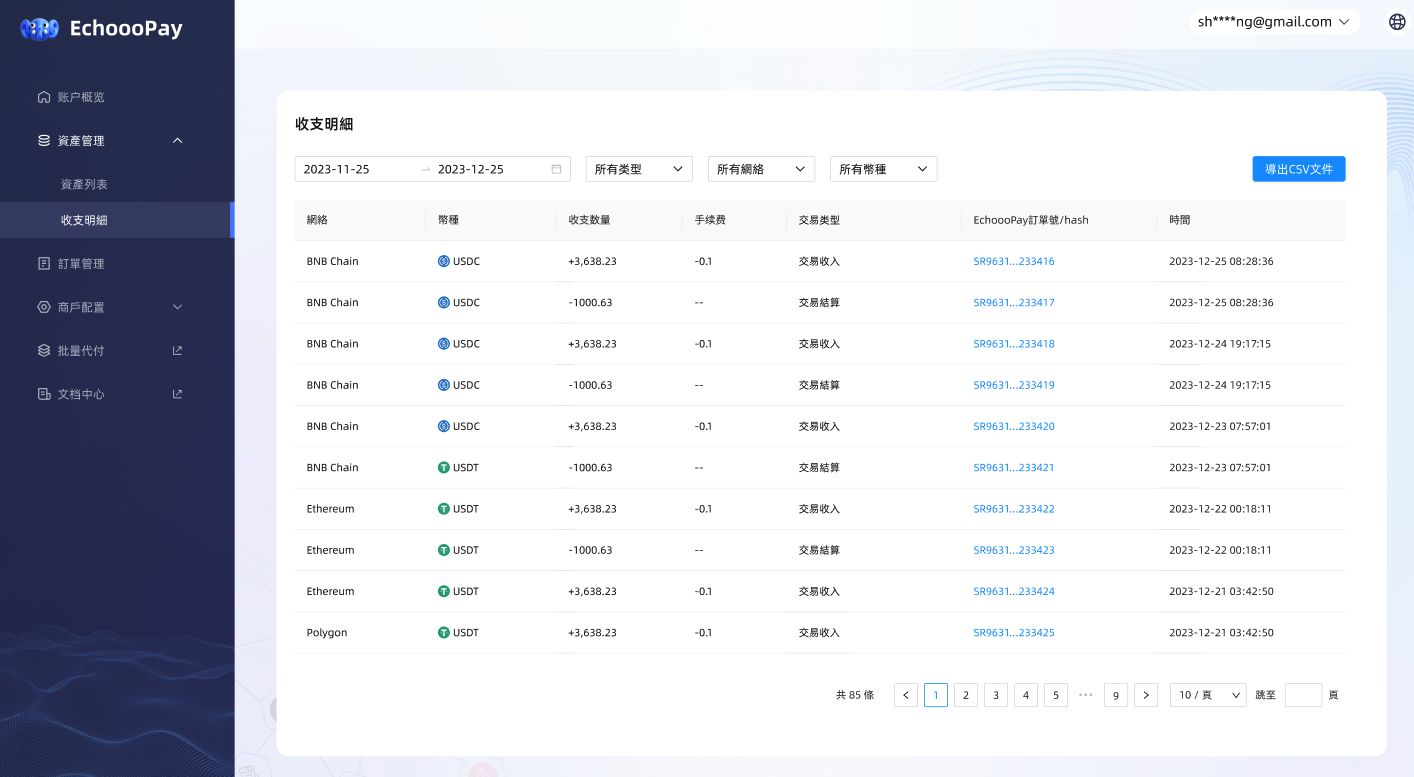 EchoooPay
sh****ng@gmail.com
账户概览
資產管理
資產列表
收支明細
訂單管理
商戶配置
批量代付
文档中心
收支明細
2023-11-25 → 2023-12-25 所有类型 所有網絡 所有幣種 導出CSV文件
網絡 幣種 收支数量 手续费 交易类型 EchoooPay訂單號/hash 時間
BNB Chain USDC +3,638.23 -0.1 交易收入 SR9631...233416 2023-12-25 08:28:36
BNB Chain USDC -1000.63 -- 交易結算 SR9631...233417 2023-12-25 08:28:36
BNB Chain USDC +3,638.23 -0.1 交易收入 SR9631...233418 2023-12-24 19:17:15
BNB Chain USDC -1000.63 -- 交易結算 SR9631...233419 2023-12-24 19:17:15
BNB Chain USDC +3,638.23 -0.1 交易收入 SR9631...233420 2023-12-23 07:57:01
BNB Chain USDT -1000.63 -- 交易結算 SR9631...233421 2023-12-23 07:57:01
Ethereum USDT +3,638.23 -0.1 交易收入 SR9631...233422 2023-12-22 00:18:11
Ethereum USDT -1000.63 -- 交易結算 SR9631...233423 2023-12-22 00:18:11
Ethereum USDT +3,638.23 -0.1 交易收入 SR9631...233424 2023-12-21 03:42:50
Polygon USDT +3,638.23 -0.1 交易收入 SR9631...233425 2023-12-21 03:42:50
共 85 條 < 1 2 3 4 5 ••• 9 > 10 / 頁 跳至 頁